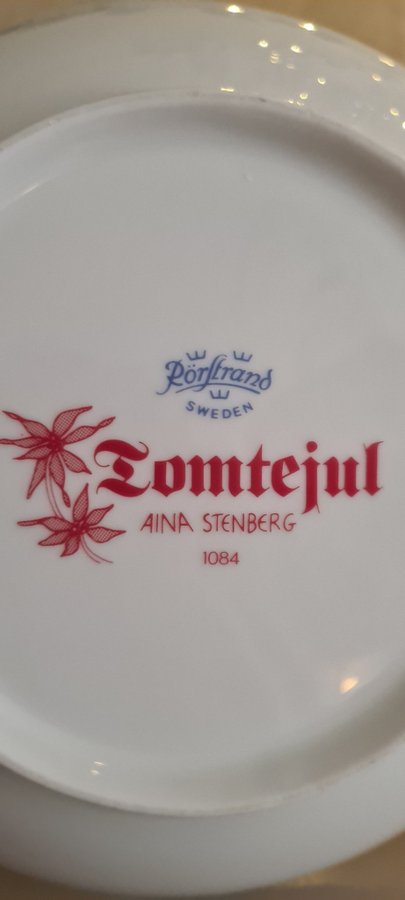 Rörstrand
SWEDEN
Tomtejul
AINA STENBERG
1084